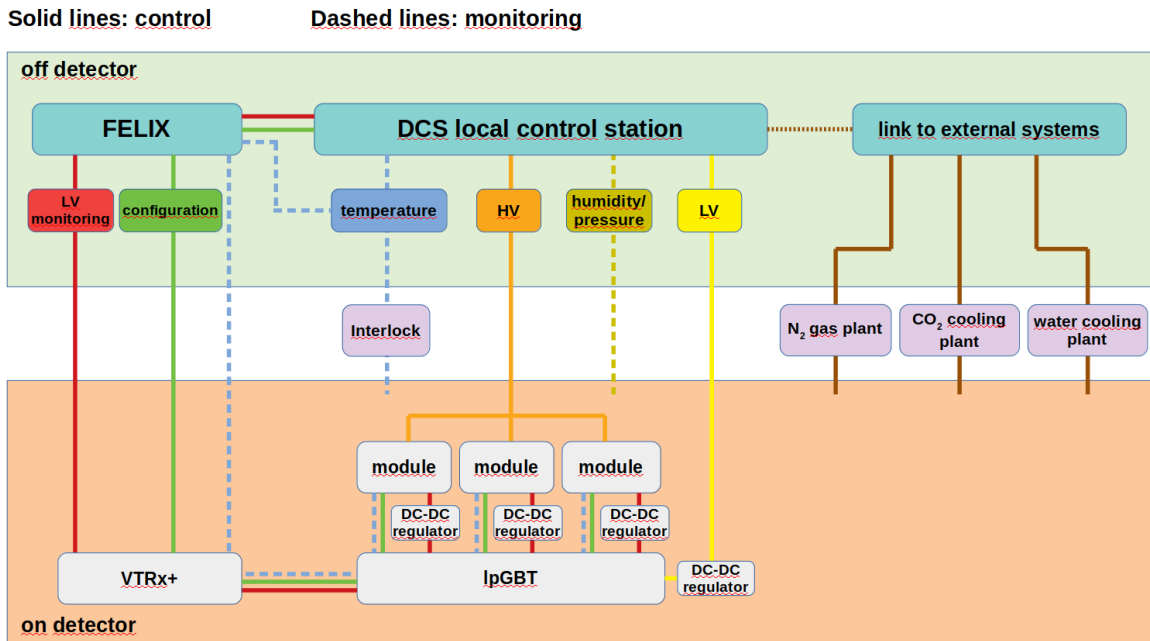 Solid lines: control Dashed lines: monitoring
off detector
FELIX
DCS local control station
link to external systems
LV
monitoring
configuration
temperature
HV
humidity/
pressure
LV
Interlock
N₂ gas plant
CO₂ cooling
plant
water cooling
plant
module
module
module
DC-DC
regulator
DC-DC
regulator
DC-DC
regulator
VTRx+
lpGBT
DC-DC
regulator
on detector